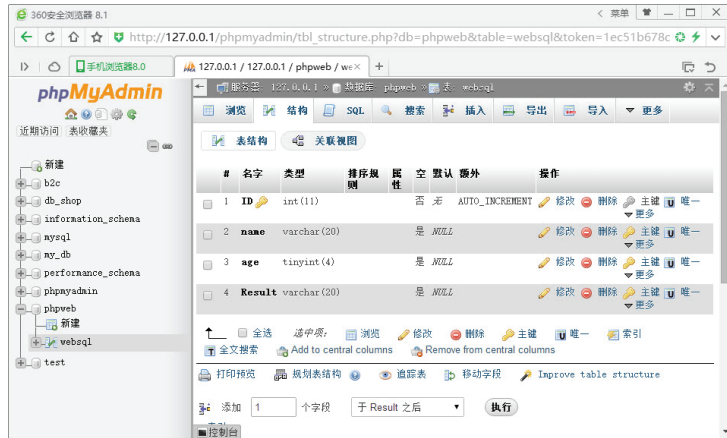 360安全浏览器 8.1
菜单
http://127.0.0.1/phpmyadmin/tbl_structure.php?db=phpweb&table=websql&token=1ec51b678c
手机浏览器8.0
127.0.0.1 / 127.0.0.1 / phpweb / we
phpMyAdmin
近期访问 表收藏夹
新建
b2c
db_shop
information_schema
mysql
my_db
performance_schema
phpmyadmin
phpweb
新建
websql
test
服务器: 127.0.0.1 » 数据库: phpweb » 表: websql
浏览 结构 SQL 搜索 插入 导出 导入 更多
表结构 关联视图
# 名字 类型 排序规则 属性 空 默认 额外 操作
1 ID int(11) 否 无 AUTO_INCREMENT 修改 删除 主键 唯一
更多
2 name varchar(20) 是 NULL 修改 删除 主键 唯一
更多
3 age tinyint(4) 是 NULL 修改 删除 主键 唯一
更多
4 Result varchar(20) 是 NULL 修改 删除 主键 唯一
更多
全选 选中项: 浏览 修改 删除 主键 唯一 索引
全文搜索 Add to central columns Remove from central columns
打印预览 规划表结构 追踪表 移动字段 Improve table structure
添加 1 个字段 于 Result 之后 执行
控制台